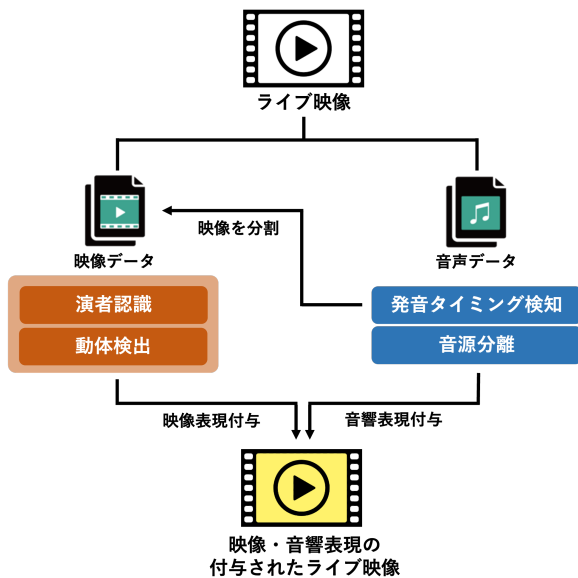 ライブ映像
映像を分割
映像データ
音声データ
演者認識
動体検出
発音タイミング検知
音源分離
映像表現付与
音響表現付与
映像・音響表現の
付与されたライブ映像